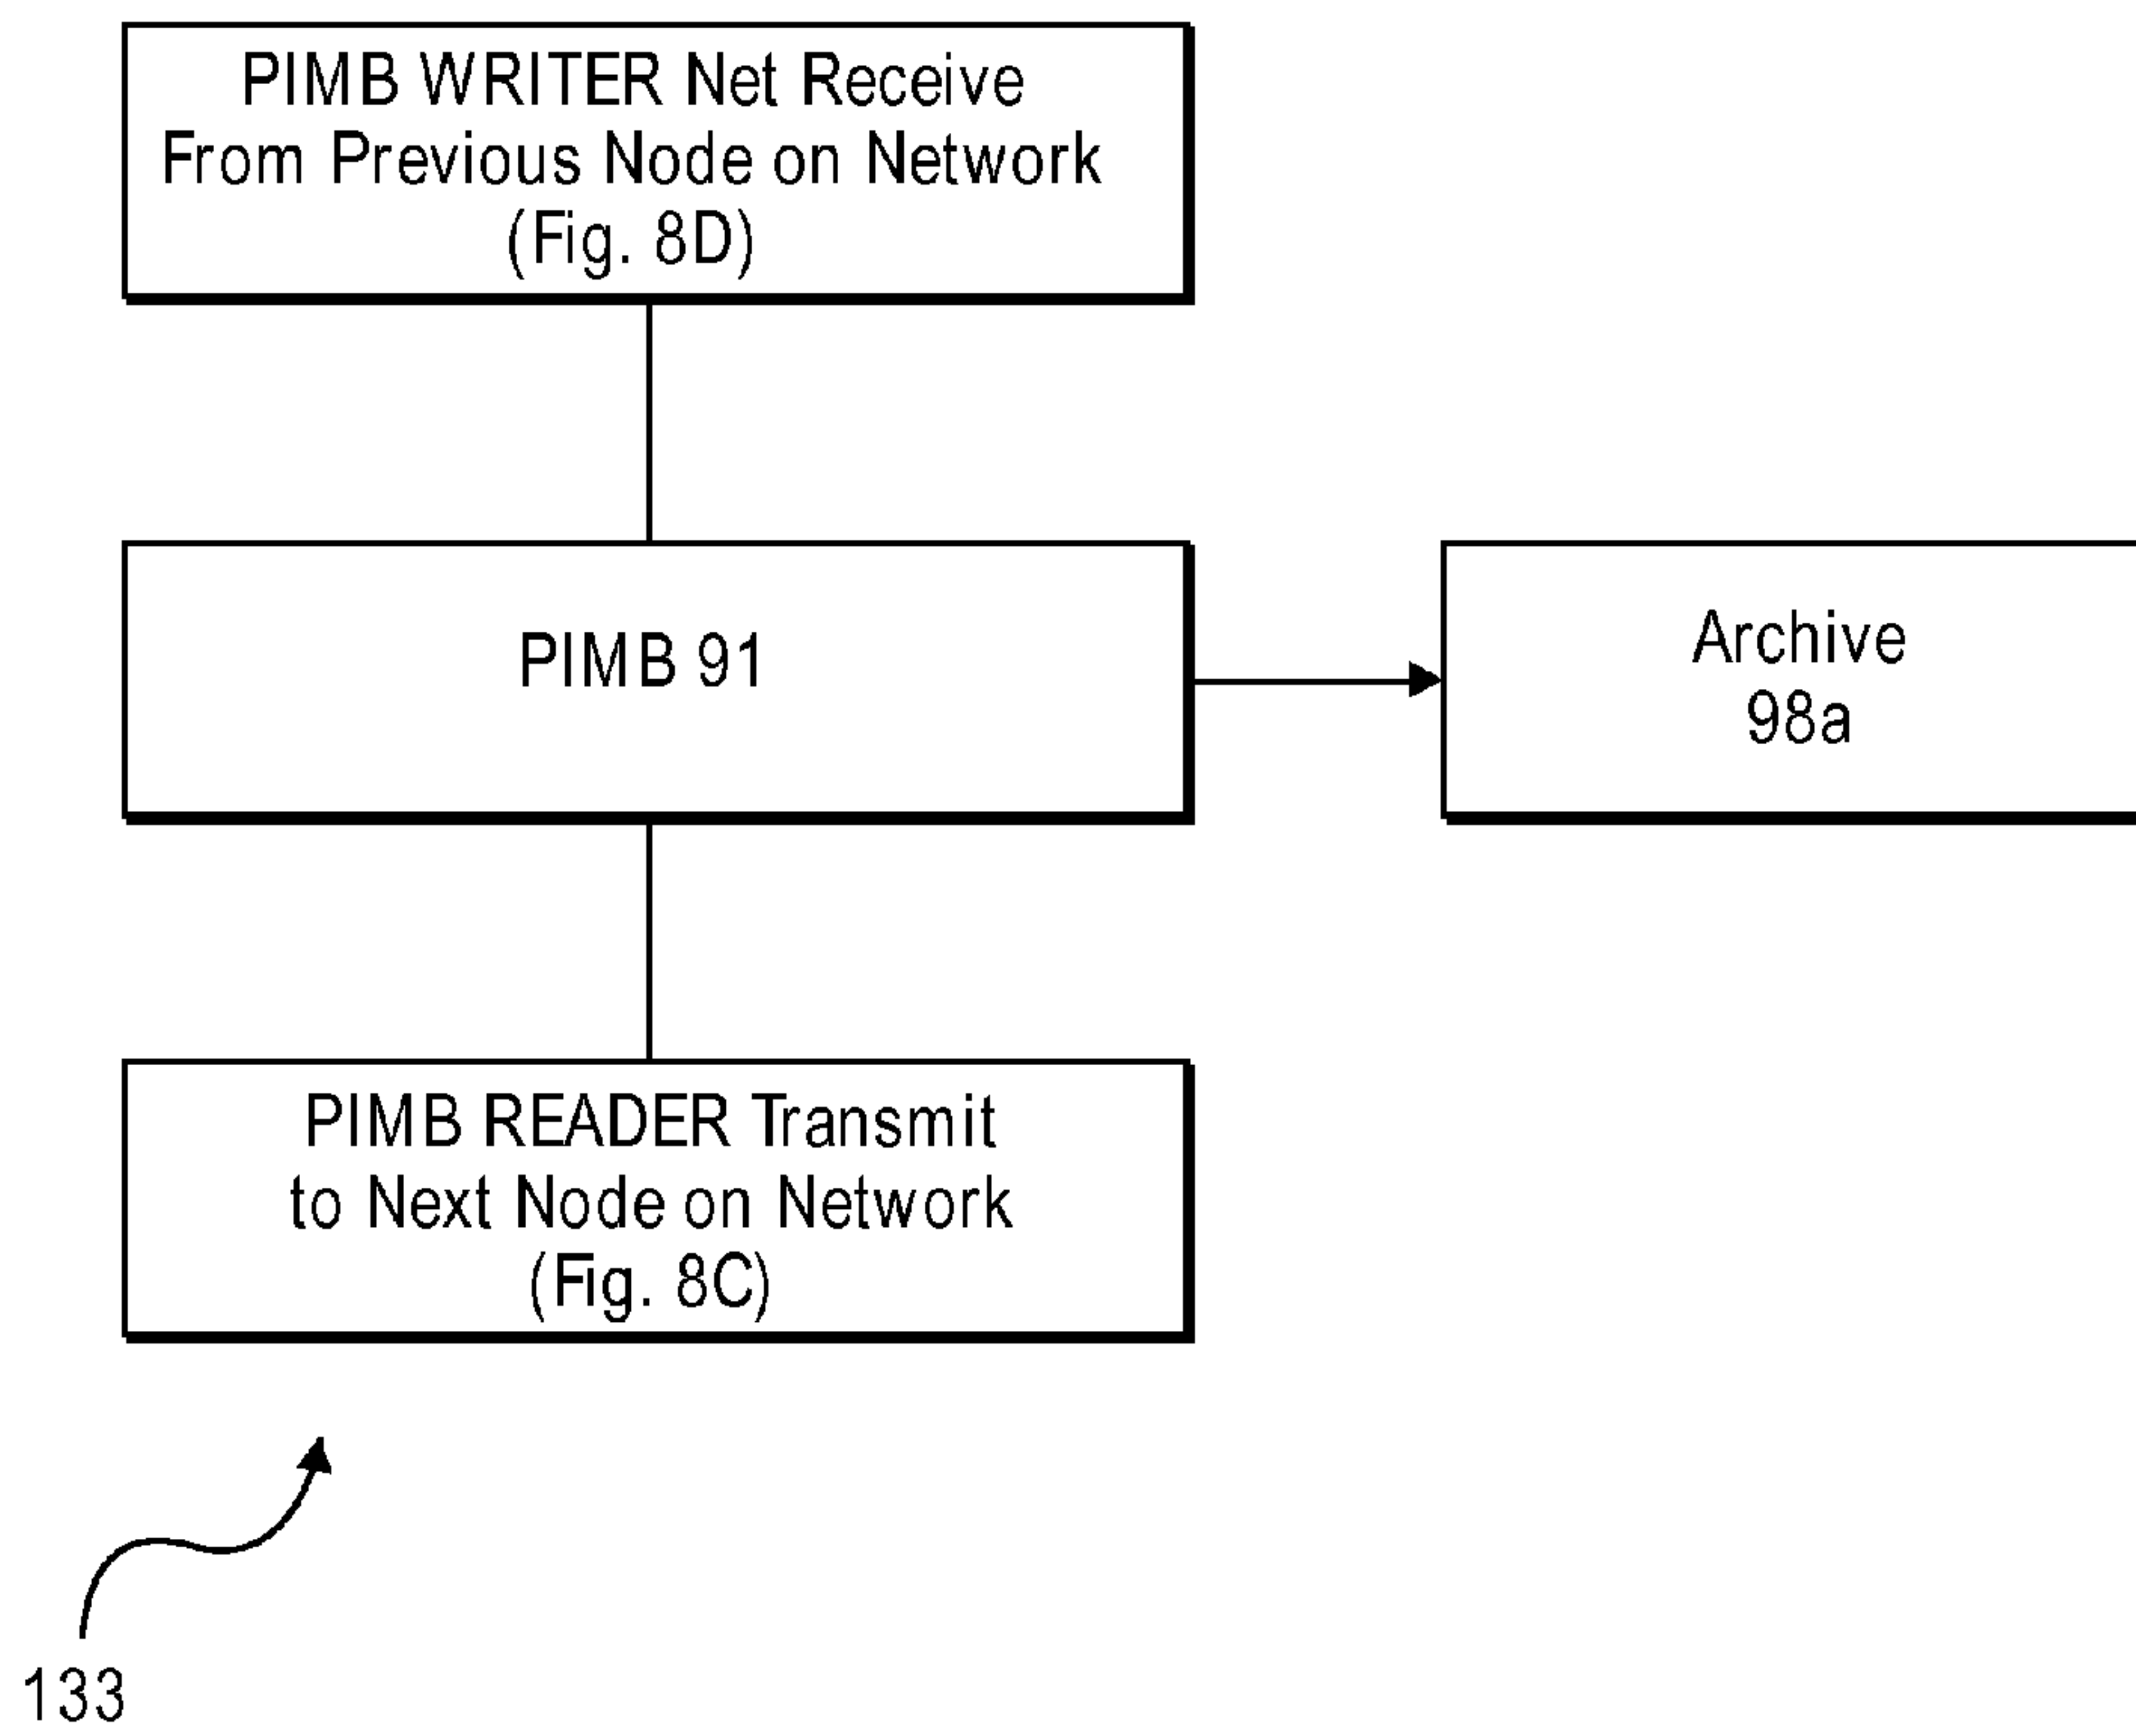 PIMB WRITER Net Receive
From Previous Node on Network
(Fig. 8D)
PIMB 91
Archive
98a
PIMB READER Transmit
to Next Node on Network
(Fig. 8C)
133